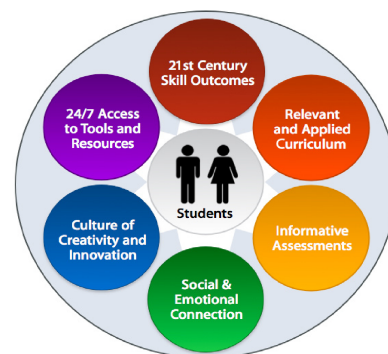 21st Century
Skill Outcomes
24/7 Access
to Tools and
Resources
Relevant
and Applied
Curriculum
Students
Culture of
Creativity and
Innovation
Informative
Assessments
Social &
Emotional
Connection